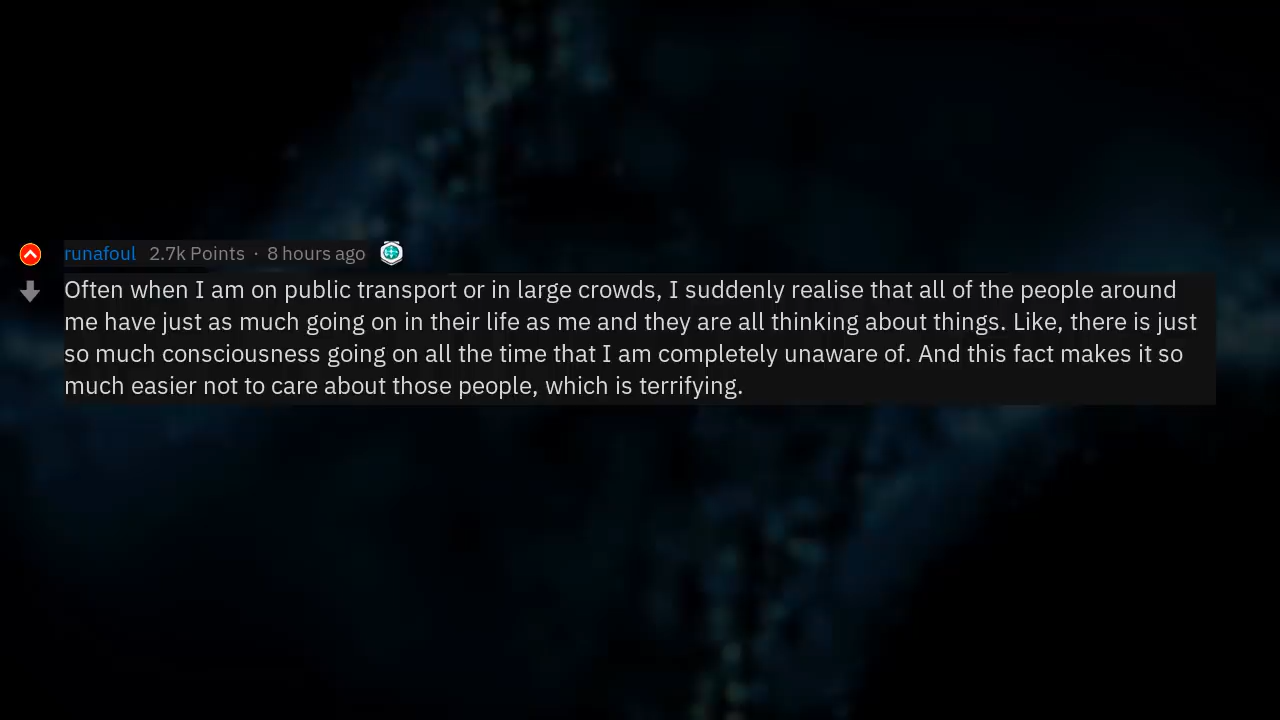 runafoul 2.7k Points · 8 hours ago
Often when I am on public transport or in large crowds, I suddenly realise that all of the people around
me have just as much going on in their life as me and they are all thinking about things. Like, there is just
so much consciousness going on all the time that I am completely unaware of. And this fact makes it so
much easier not to care about those people, which is terrifying.